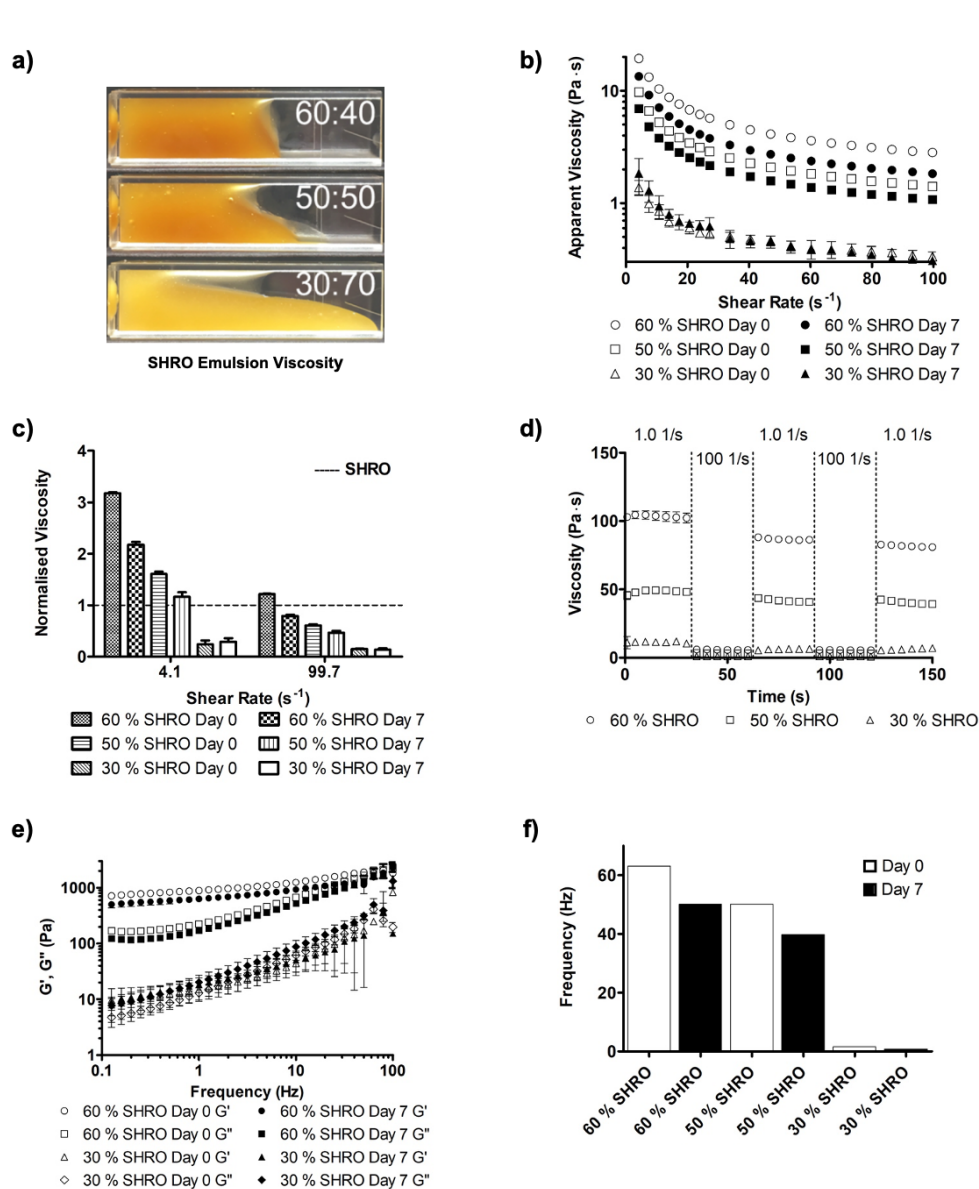 a)
60:40
50:50
30:70
SHRO Emulsion Viscosity
b)
Apparent Viscosity (Pa·s)
10
1
0 20 40 60 80 100
Shear Rate (s⁻¹)
60 % SHRO Day 0 60 % SHRO Day 7
50 % SHRO Day 0 50 % SHRO Day 7
30 % SHRO Day 0 30 % SHRO Day 7
c)
Normalised Viscosity
4
3
2
1
0
SHRO
4.1 99.7
Shear Rate (s⁻¹)
60 % SHRO Day 0 60 % SHRO Day 7
50 % SHRO Day 0 50 % SHRO Day 7
30 % SHRO Day 0 30 % SHRO Day 7
d)
1.0 1/s 1.0 1/s 1.0 1/s
100 1/s 100 1/s
Viscosity (Pa·s)
150
100
50
0
0 50 100 150
Time (s)
60 % SHRO 50 % SHRO 30 % SHRO
e)
G', G" (Pa)
1000
100
10
1
0.1 1 10 100
Frequency (Hz)
60 % SHRO Day 0 G' 60 % SHRO Day 7 G'
60 % SHRO Day 0 G" 60 % SHRO Day 7 G"
30 % SHRO Day 0 G' 30 % SHRO Day 7 G'
30 % SHRO Day 0 G" 30 % SHRO Day 7 G"
f)
Frequency (Hz)
60
40
20
0
Day 0
Day 7
60 % SHRO
60 % SHRO
50 % SHRO
50 % SHRO
30 % SHRO
30 % SHRO